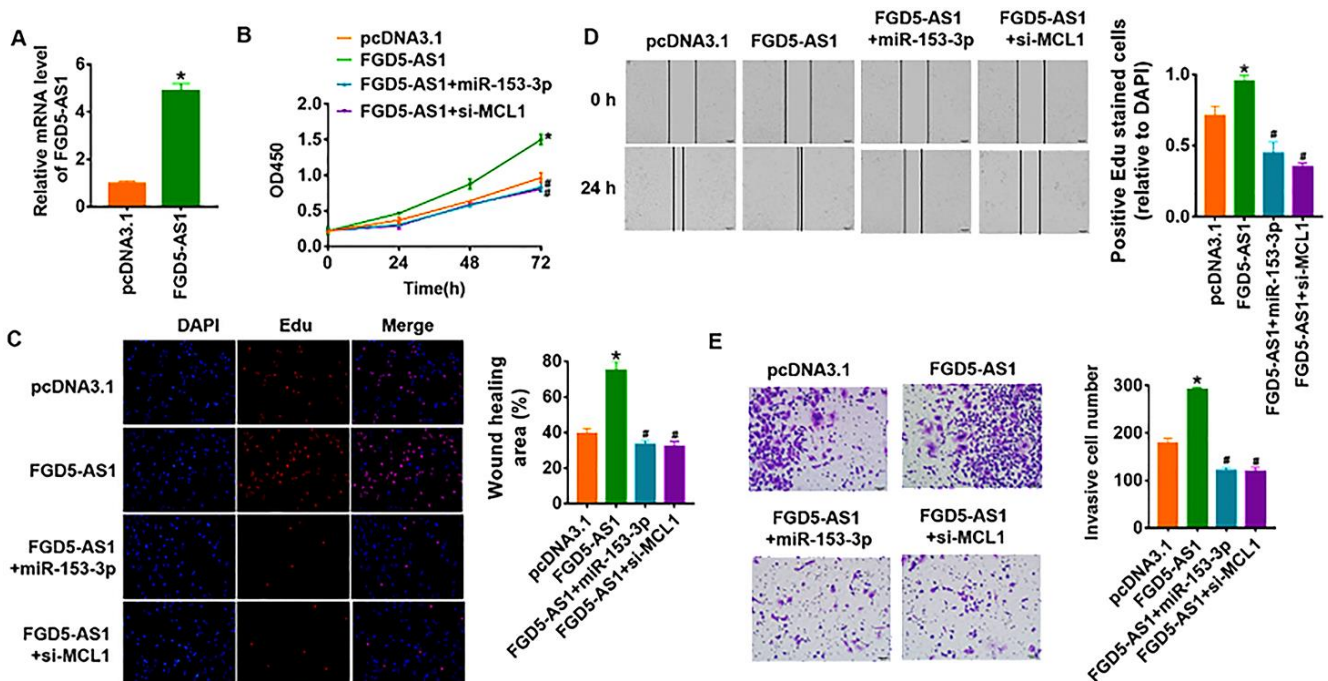 A
Relative mRNA level
of FGD5-AS1
6
4
2
0
*
pcDNA3.1
FGD5-AS1
B
pcDNA3.1
FGD5-AS1
FGD5-AS1+miR-153-3p
FGD5-AS1+si-MCL1
OD450
2.0
1.5
1.0
0.5
0.0
*
#
#
0
24
48
72
Time(h)
D
pcDNA3.1
FGD5-AS1
FGD5-AS1
+miR-153-3p
FGD5-AS1
+si-MCL1
0 h
24 h
Positive Edu stained cells
(relative to DAPI)
1.0
0.5
0.0
*
#
#
pcDNA3.1
FGD5-AS1
FGD5-AS1+miR-153-3p
FGD5-AS1+si-MCL1
C
DAPI
Edu
Merge
pcDNA3.1
FGD5-AS1
FGD5-AS1
+miR-153-3p
FGD5-AS1
+si-MCL1
Wound healing
area (%)
80
60
40
20
0
*
#
#
pcDNA3.1
FGD5-AS1
FGD5-AS1+miR-153-3p
FGD5-AS1+si-MCL1
E
pcDNA3.1
FGD5-AS1
FGD5-AS1
+miR-153-3p
FGD5-AS1
+si-MCL1
Invasive cell number
300
200
100
0
*
#
#
pcDNA3.1
FGD5-AS1
FGD5-AS1+miR-153-3p
FGD5-AS1+si-MCL1